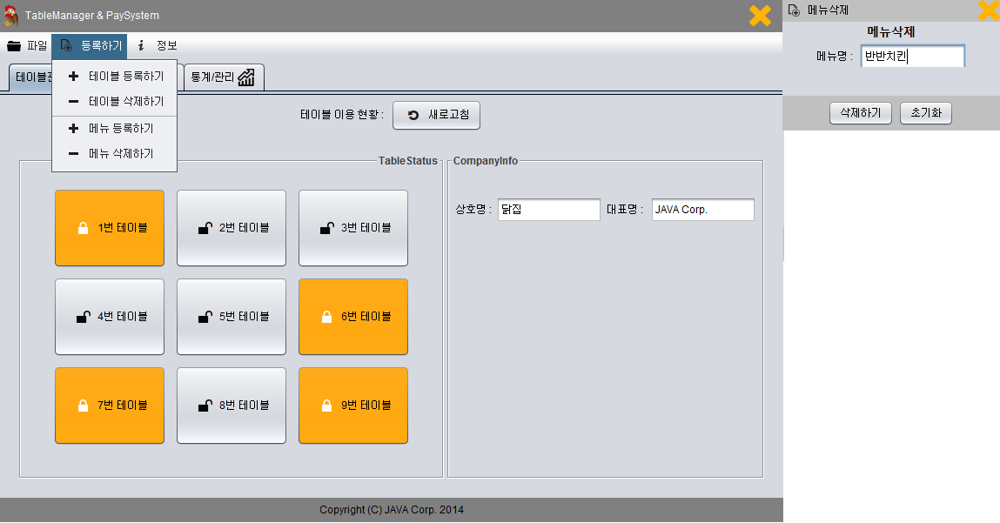 TableManager & PaySystem
파일 등록하기 i 정보
테이블 등록하기
테이블 삭제하기
메뉴 등록하기
메뉴 삭제하기
통계/관리
테이블 이용 현황 : 새로고침
TableStatus
1번 테이블 2번 테이블 3번 테이블
4번 테이블 5번 테이블 6번 테이블
7번 테이블 8번 테이블 9번 테이블
CompanyInfo
상호명 : 닭집 대표명 : JAVA Corp.
Copyright (C) JAVA Corp. 2014
메뉴삭제
메뉴삭제
메뉴명 : 반반치킨
삭제하기 초기화